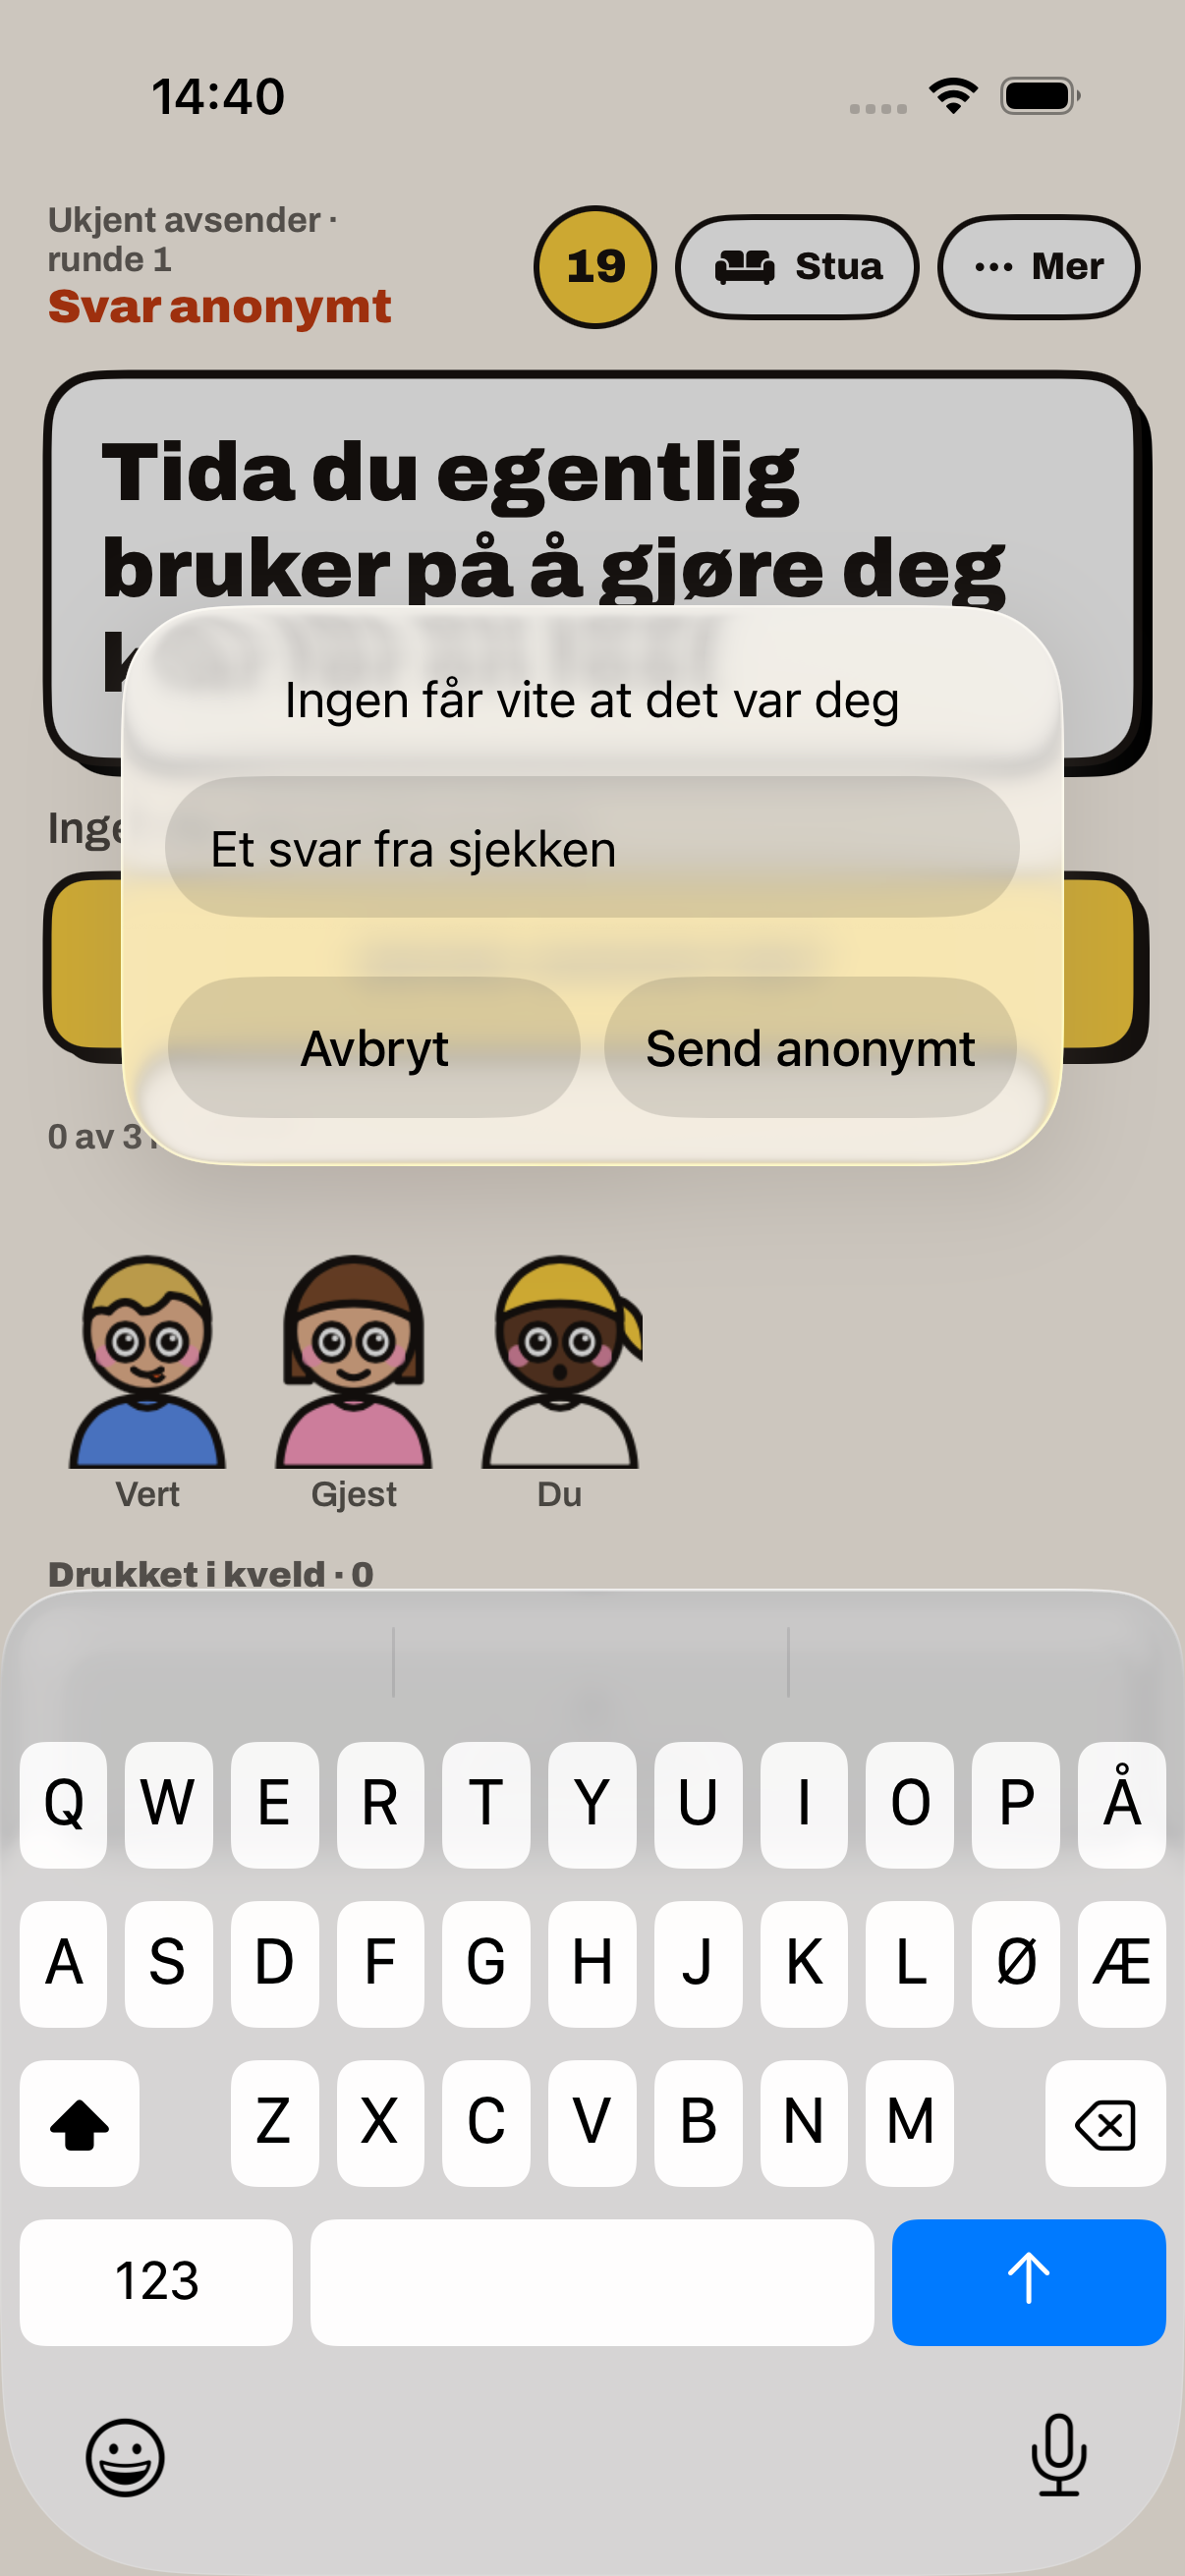 14:40
Ukjent avsender ·
runde 1
Svar anonymt
19
Stua
Mer
Tida du egentlig
bruker på å gjøre deg
Ingen får vite at det var deg
Et svar fra sjekken
Avbryt
Send anonymt
0 av 3
Vert
Gjest
Du
Drukket i kveld · 0
Q W E R T Y U I O P Å
A S D F G H J K L Ø Æ
Z X C V B N M
123